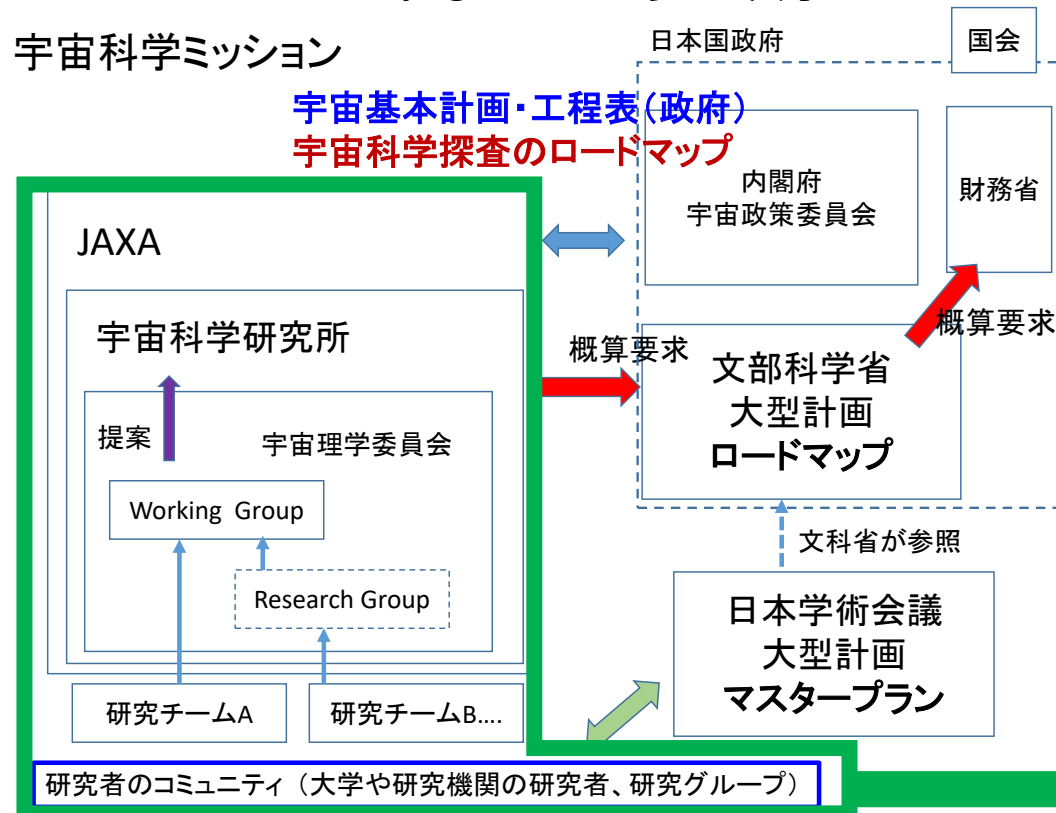 宇宙科学ミッション
日本国政府
国会
宇宙基本計画・工程表(政府)
宇宙科学探査のロードマップ
内閣府
宇宙政策委員会
財務省
JAXA
宇宙科学研究所
概算要求
概算要求
文部科学省
大型計画
ロードマップ
提案
宇宙理学委員会
Working Group
Research Group
文科省が参照
日本学術会議
大型計画
マスタープラン
研究チームA
研究チームB....
研究者のコミュニティ（大学や研究機関の研究者、研究グループ）